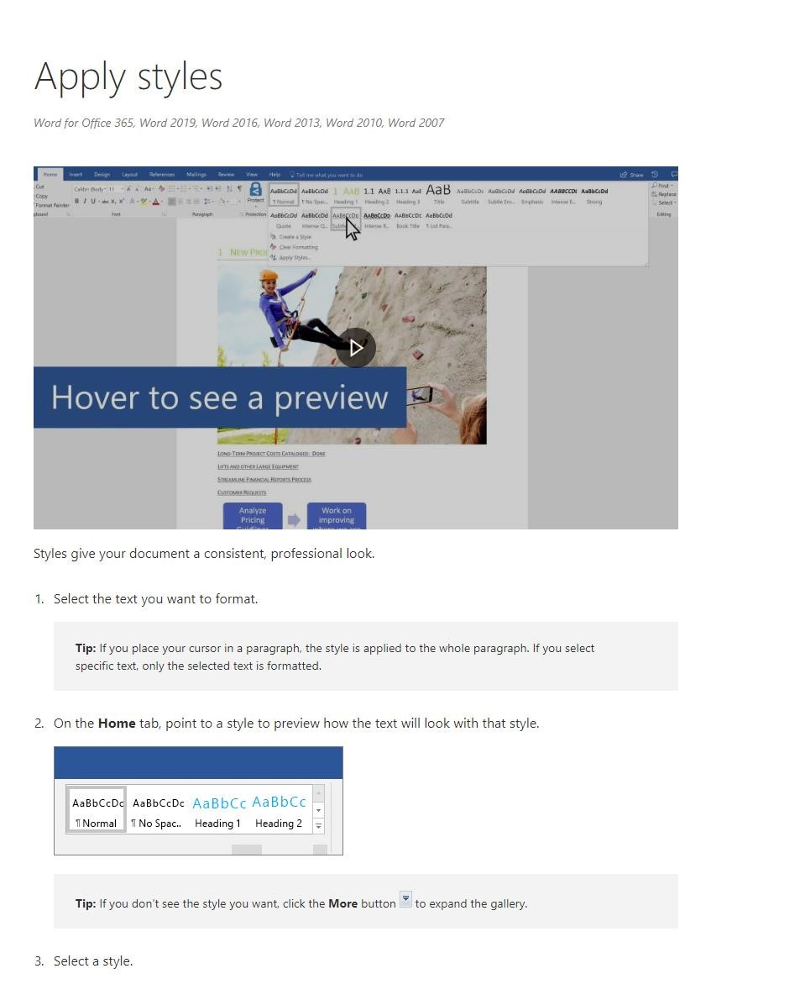 Apply styles
Word for Office 365, Word 2019, Word 2016, Word 2013, Word 2010, Word 2007
Home Insert Design Layout References Mailings Review View Help Tell me what you want to do Share
Cut
Copy
Format Painter
Calibri (Body) 11
Protect
Find
Replace
Select
AaBbCcDd AaBbCcDd 1 AAB 1.1 AAB 1.1.1 AaB AaB AaBbCcDc AaBbCcDd AaBbCcDd AABBCCDI AaBbCcDd
¶ Normal ¶ No Spac... Heading 1 Heading 2 Heading 3 Title Subtitle Subtle Em... Emphasis Intense E... Strong
Font Paragraph Protection Editing
AaBbCcDd AaBbCcDd AABBCCDD AABBCCDD AABBCCDC AaBbCcDd
Quote Intense Q... Intense R... Book Title ¶ List Para...
Create a Style
Clear Formatting
Apply Styles...
1 NEW
Hover to see a preview
LONG-TERM PROJECT COSTS CATALOGED: DONE
LIFTS AND OTHER LARGE EQUIPMENT
STREAMLINE FINANCIAL REPORTS PROCESS
CUSTOMER REQUESTS
Analyze
Pricing
Work on
improving
Styles give your document a consistent, professional look.
1. Select the text you want to format.
Tip: If you place your cursor in a paragraph, the style is applied to the whole paragraph. If you select
specific text, only the selected text is formatted.
2. On the Home tab, point to a style to preview how the text will look with that style.
AaBbCcDc AaBbCcDc AaBbCc AaBbCc
¶ Normal ¶ No Spac.. Heading 1 Heading 2
Tip: If you don't see the style you want, click the More button to expand the gallery.
3. Select a style.